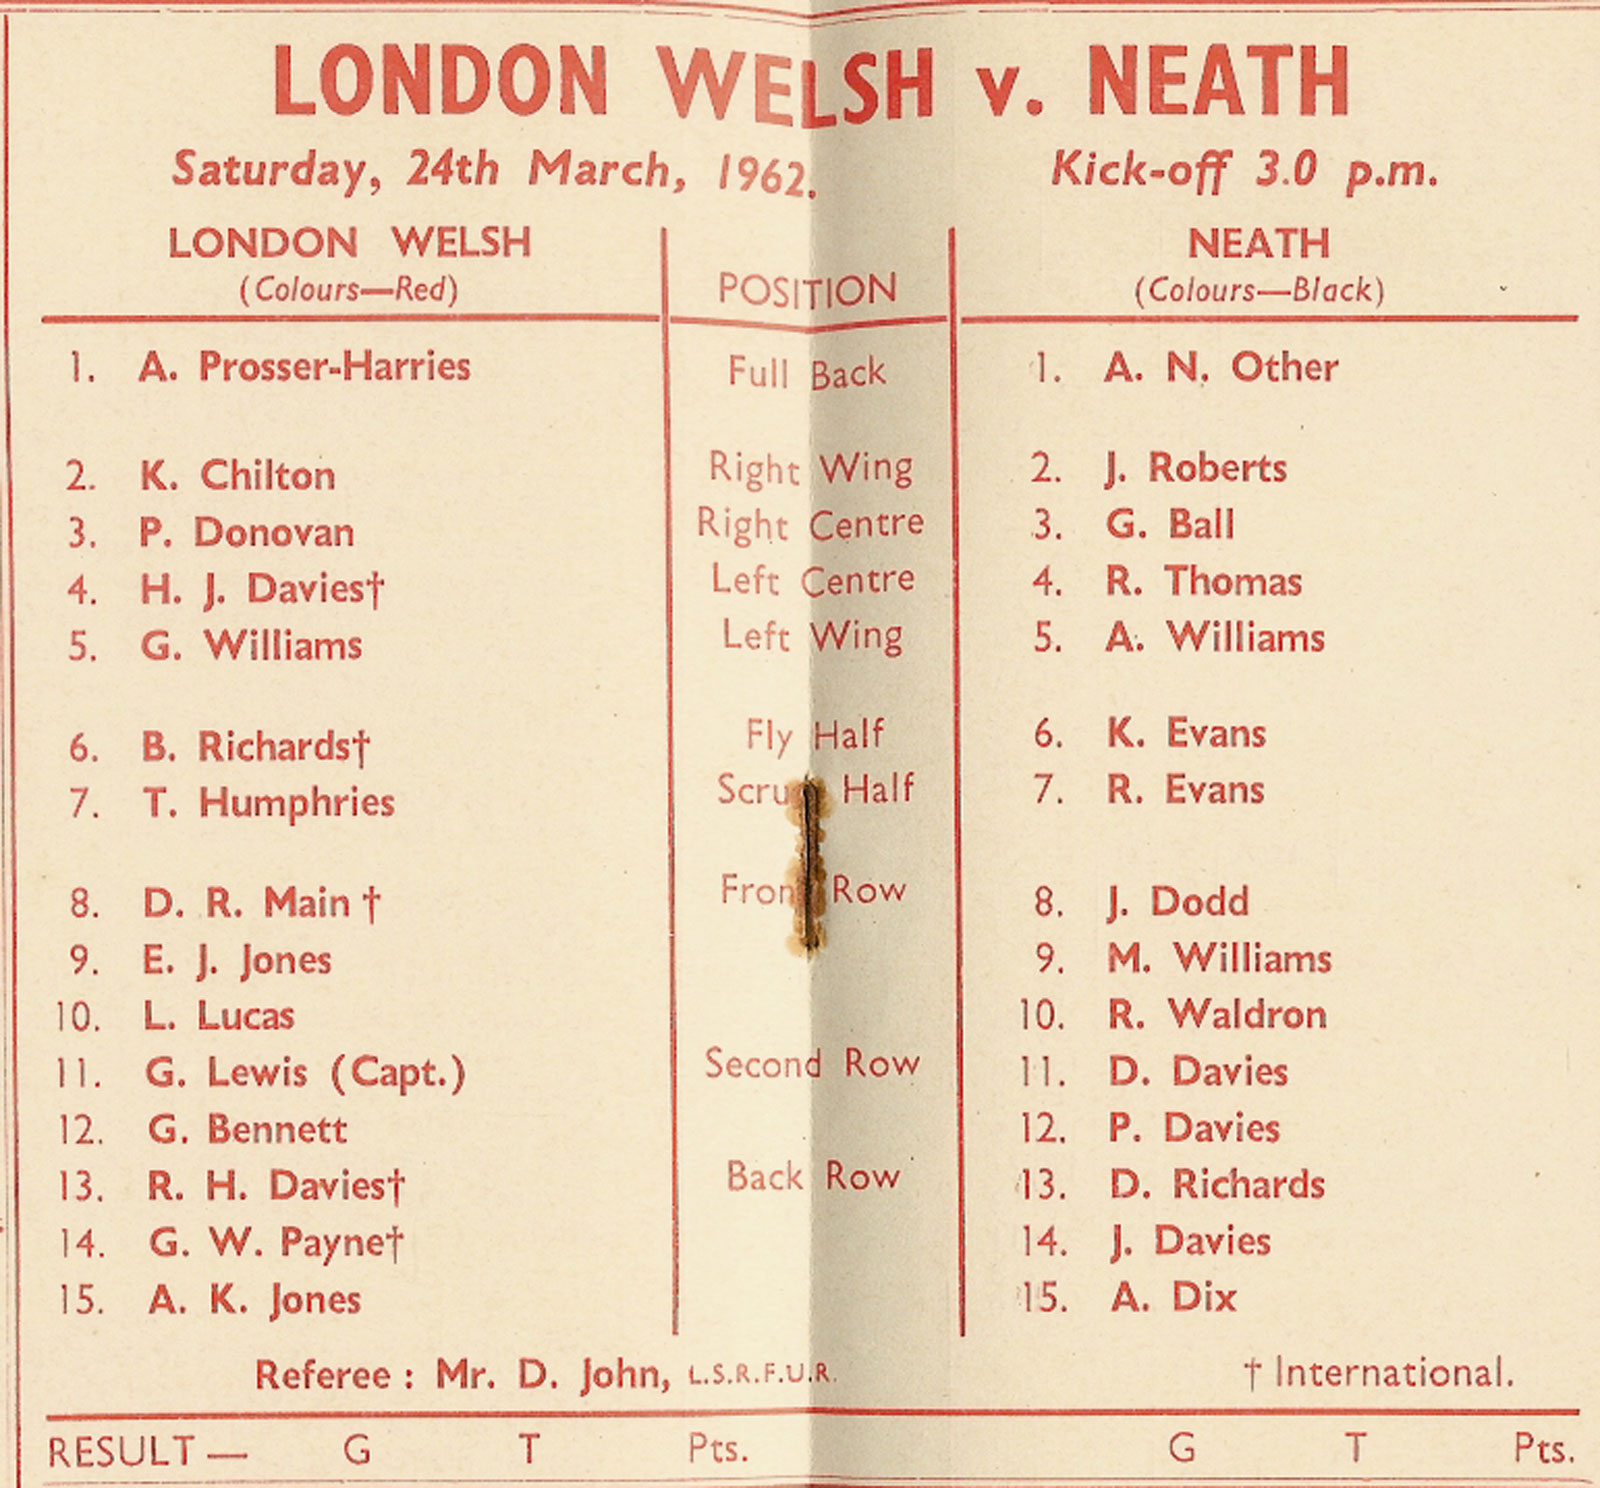 LONDON WELSH v. NEATH
Saturday, 24th March, 1962. Kick-off 3.0 p.m.
LONDON WELSH POSITION NEATH
(Colours—Red) (Colours—Black)
1. A. Prosser-Harries Full Back 1. A. N. Other
2. K. Chilton Right Wing 2. J. Roberts
3. P. Donovan Right Centre 3. G. Ball
4. H. J. Davies† Left Centre 4. R. Thomas
5. G. Williams Left Wing 5. A. Williams
6. B. Richards† Fly Half 6. K. Evans
7. T. Humphries Scrum Half 7. R. Evans
8. D. R. Main † Front Row 8. J. Dodd
9. E. J. Jones 9. M. Williams
10. L. Lucas 10. R. Waldron
11. G. Lewis (Capt.) Second Row 11. D. Davies
12. G. Bennett 12. P. Davies
13. R. H. Davies† Back Row 13. D. Richards
14. G. W. Payne† 14. J. Davies
15. A. K. Jones 15. A. Dix
Referee : Mr. D. John, L.S.R.F.U.R. † International.
RESULT — G T Pts. G T Pts.